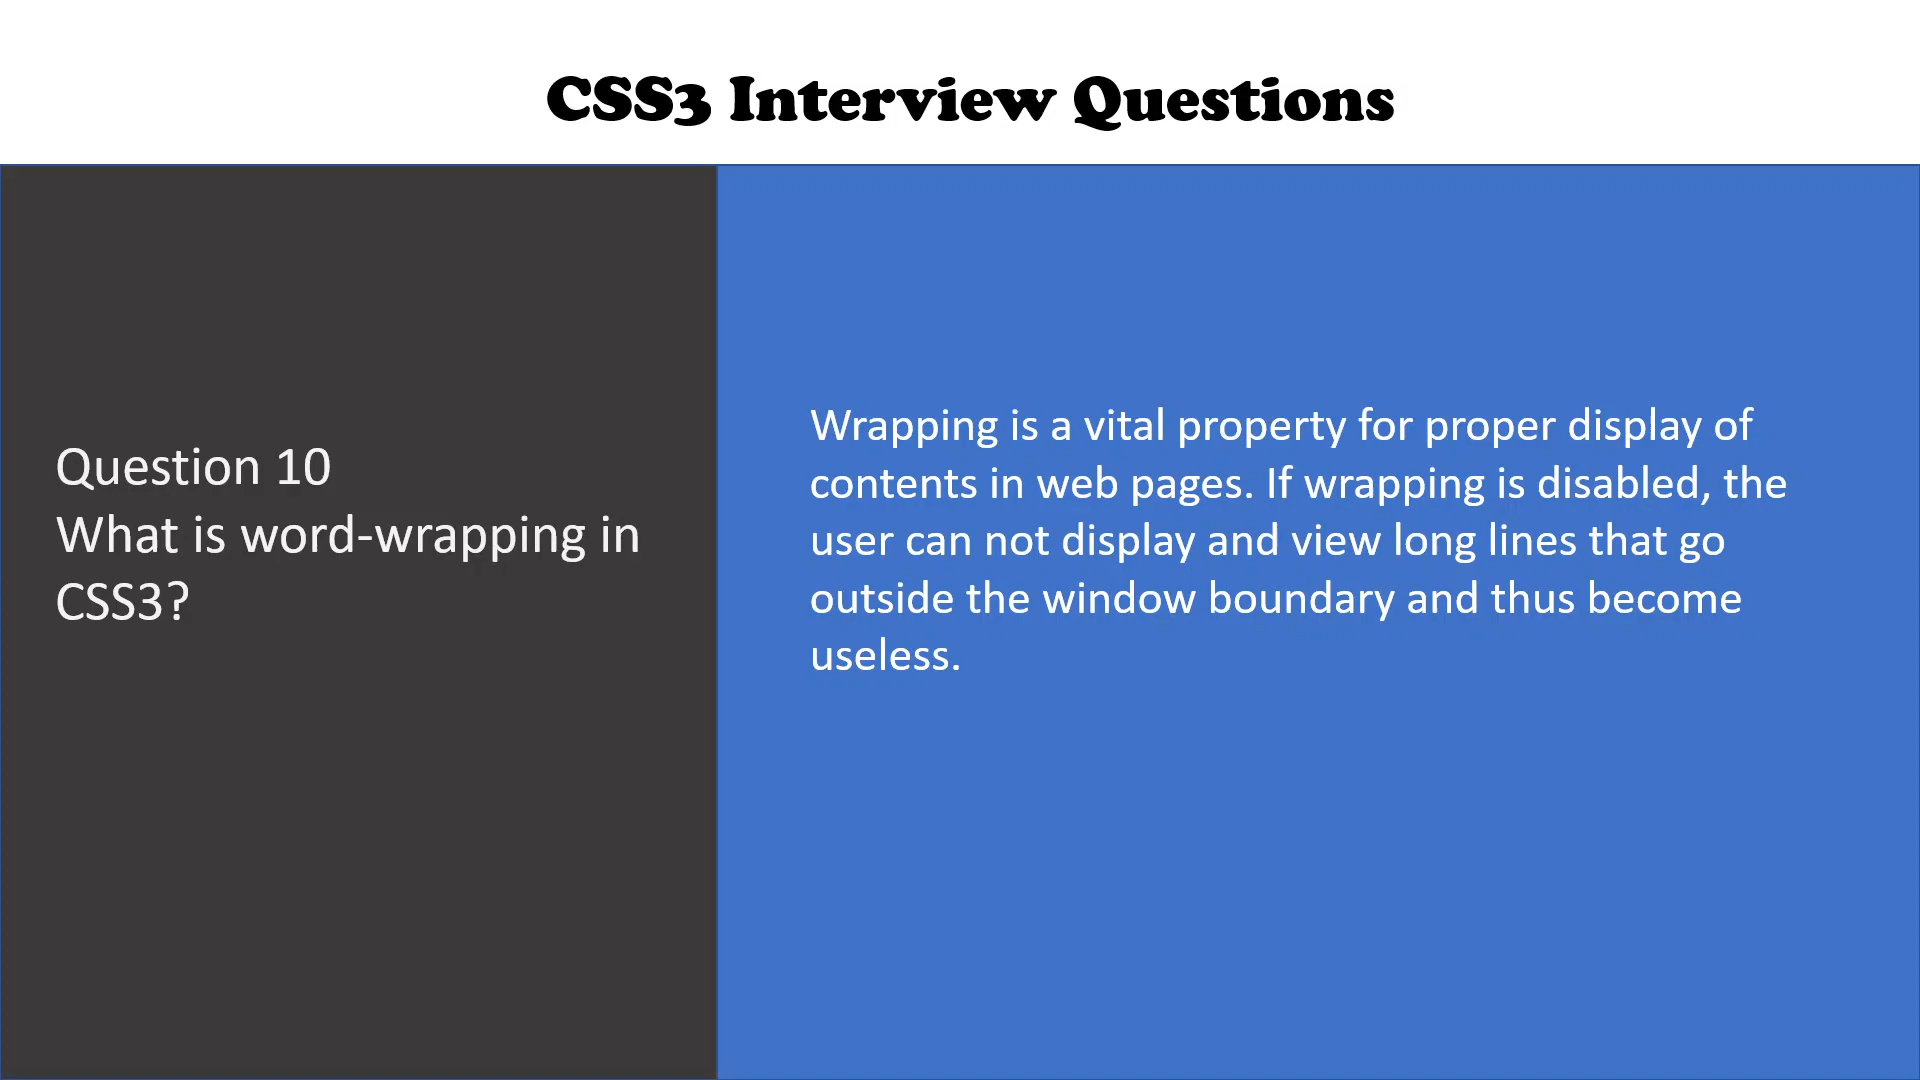 CSS3 Interview Questions
Question 10
What is word-wrapping in
CSS3?
Wrapping is a vital property for proper display of
contents in web pages. If wrapping is disabled, the
user can not display and view long lines that go
outside the window boundary and thus become
useless.